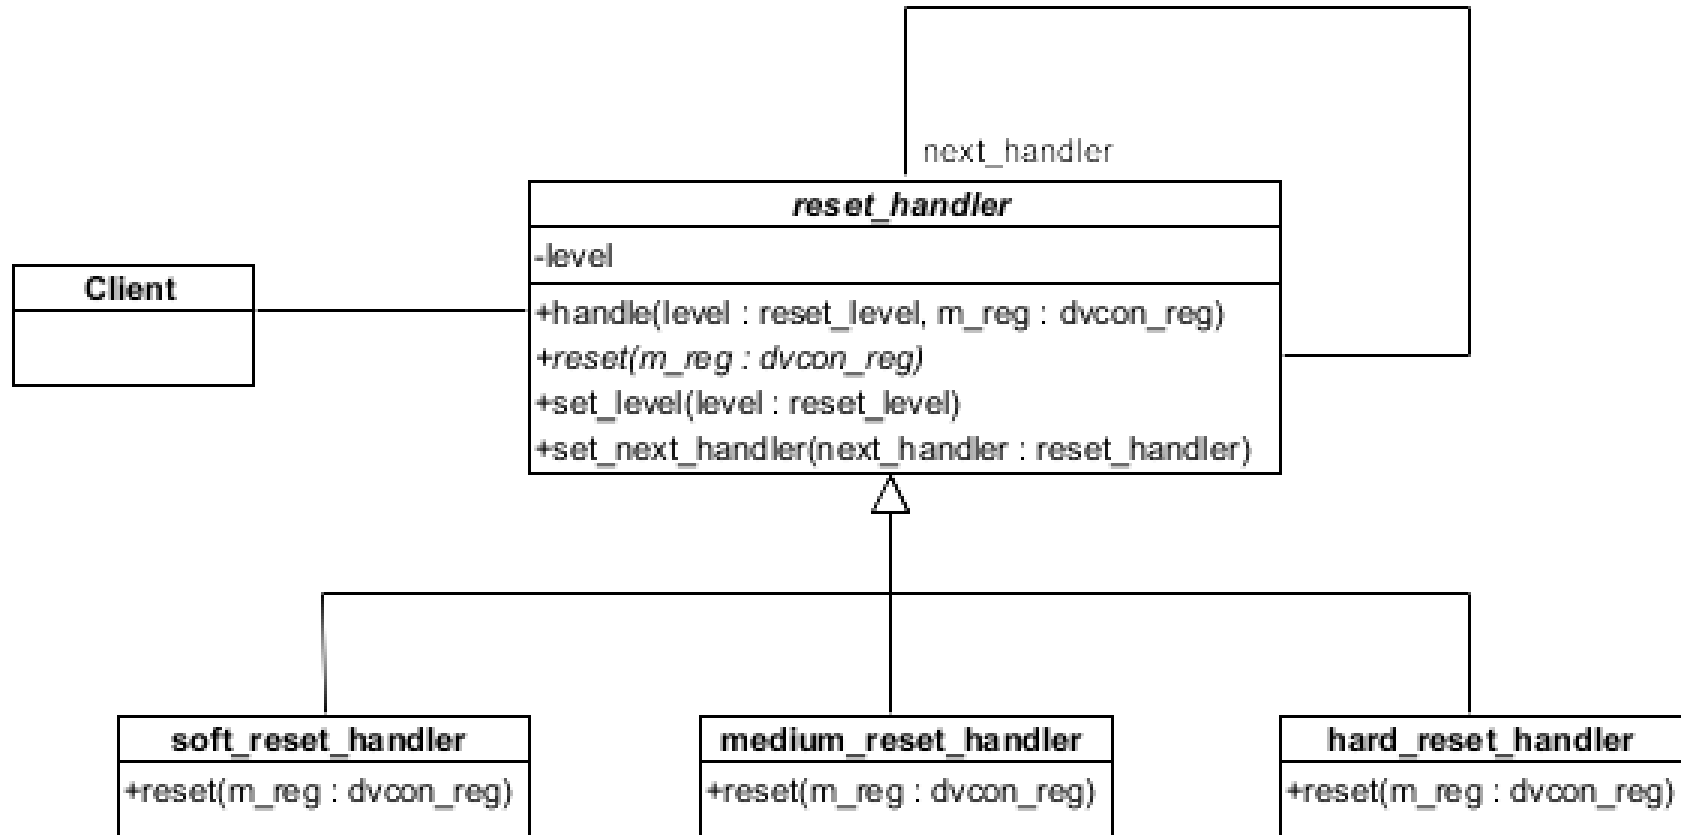 next_handler
reset_handler
-level
Client
+handle(level : reset_level, m_reg : dvcon_reg)
+reset(m_reg : dvcon_reg)
+set_level(level : reset_level)
+set_next_handler(next_handler : reset_handler)
soft_reset_handler
+reset(m_reg : dvcon_reg)
medium_reset_handler
+reset(m_reg : dvcon_reg)
hard_reset_handler
+reset(m_reg : dvcon_reg)